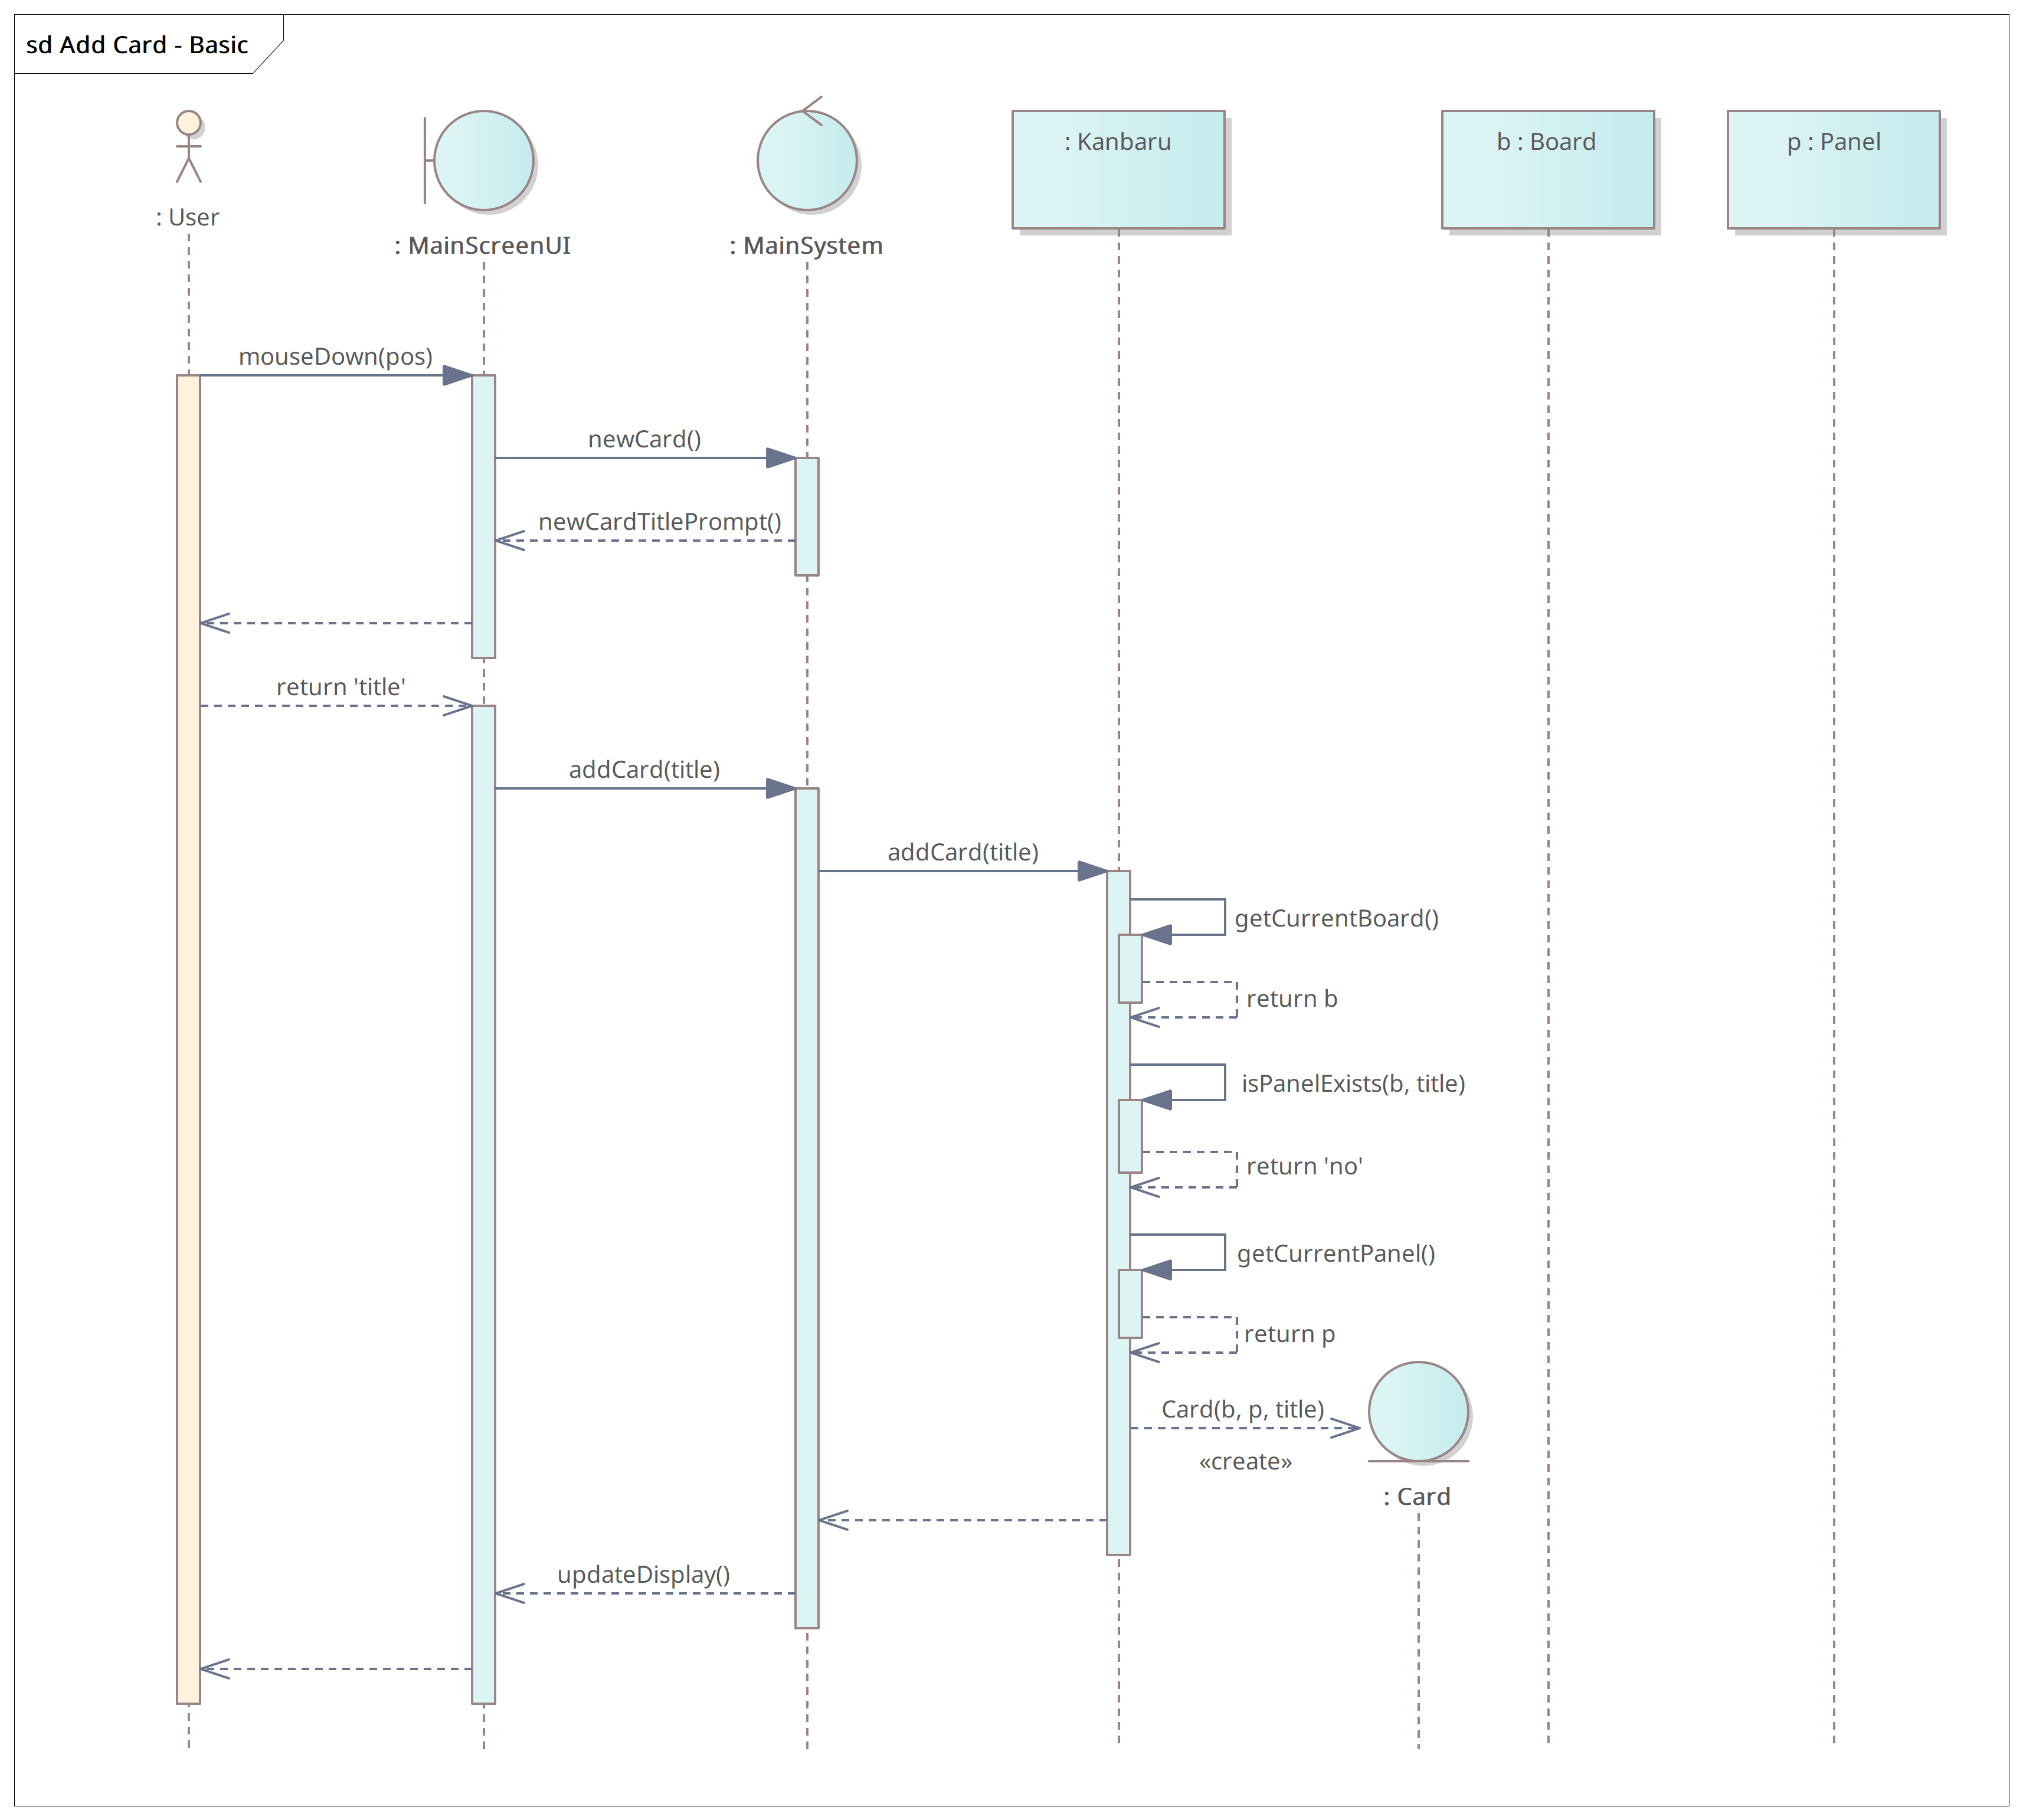 sd Add Card - Basic
: User
: MainScreenUI
: MainSystem
: Kanbaru
b : Board
p : Panel
mouseDown(pos)
newCard()
newCardTitlePrompt()
return 'title'
addCard(title)
addCard(title)
getCurrentBoard()
return b
isPanelExists(b, title)
return 'no'
getCurrentPanel()
return p
Card(b, p, title)
«create»
: Card
updateDisplay()